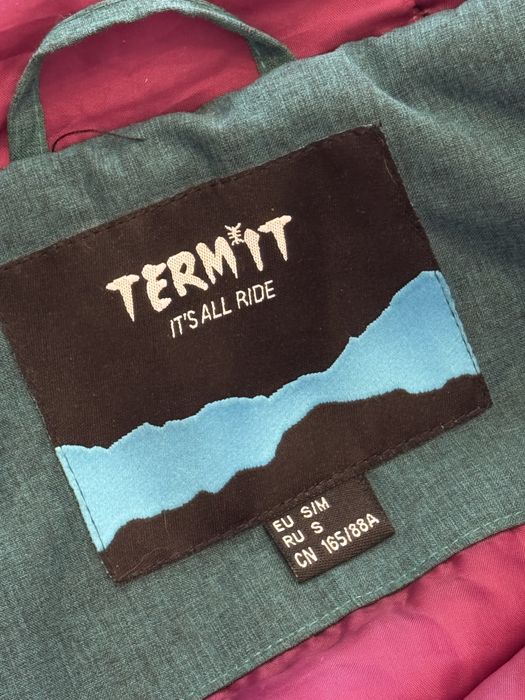 TERMIT
IT'S ALL RIDE
EU S/M
RU S
CN 165/88A